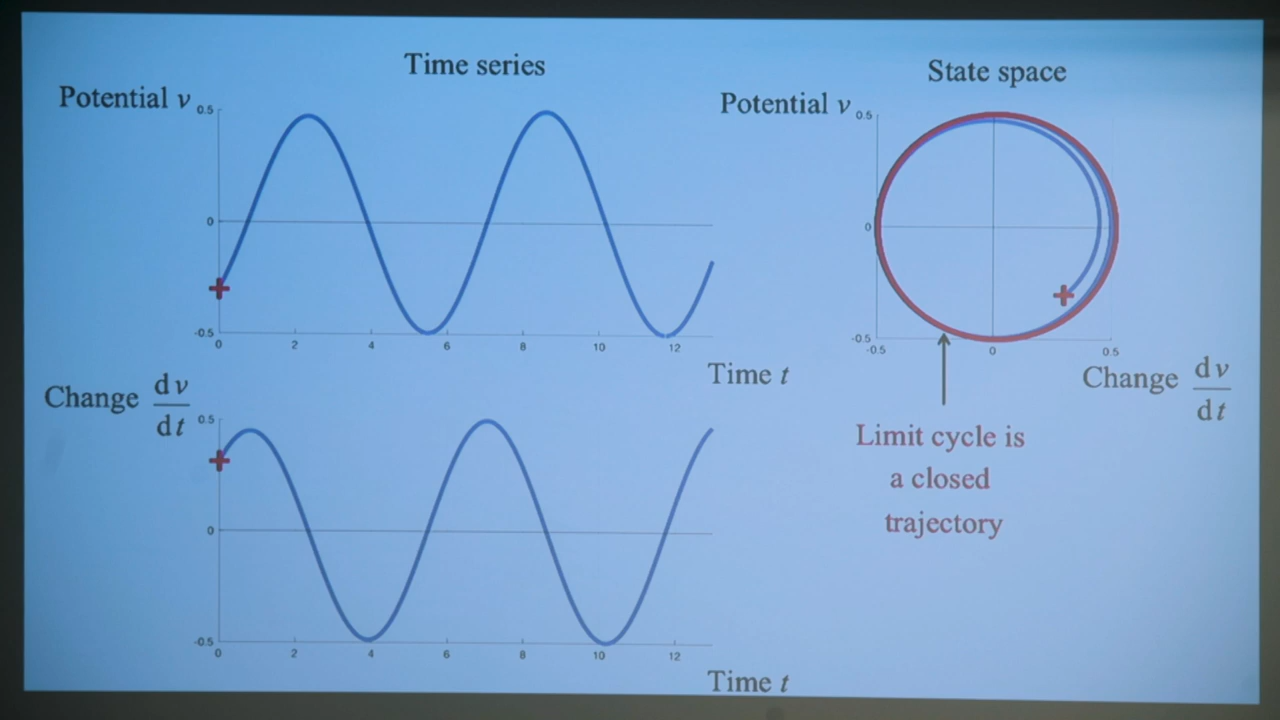 Time series
Potential v
0.5
0
-0.5
0 2 4 6 8 10 12
Time t
Change dv
dt
0.5
0
-0.5
0 2 4 6 8 10 12
Time t
State space
Potential v
0.5
0
-0.5
-0.5 0 0.5
Change dv
dt
Limit cycle is
a closed
trajectory